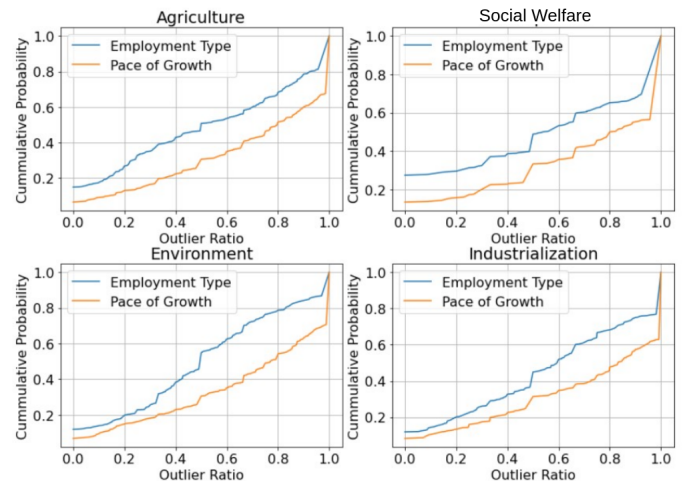 Agriculture
Cummulative Probability
1.0
0.8
0.6
0.4
0.2
Employment Type
Pace of Growth
0.0 0.2 0.4 0.6 0.8 1.0
Outlier Ratio
Social Welfare
Cummulative Probability
1.0
0.8
0.6
0.4
0.2
Employment Type
Pace of Growth
0.0 0.2 0.4 0.6 0.8 1.0
Outlier Ratio
Environment
Cummulative Probability
1.0
0.8
0.6
0.4
0.2
Employment Type
Pace of Growth
0.0 0.2 0.4 0.6 0.8 1.0
Outlier Ratio
Industrialization
Cummulative Probability
1.0
0.8
0.6
0.4
0.2
Employment Type
Pace of Growth
0.0 0.2 0.4 0.6 0.8 1.0
Outlier Ratio